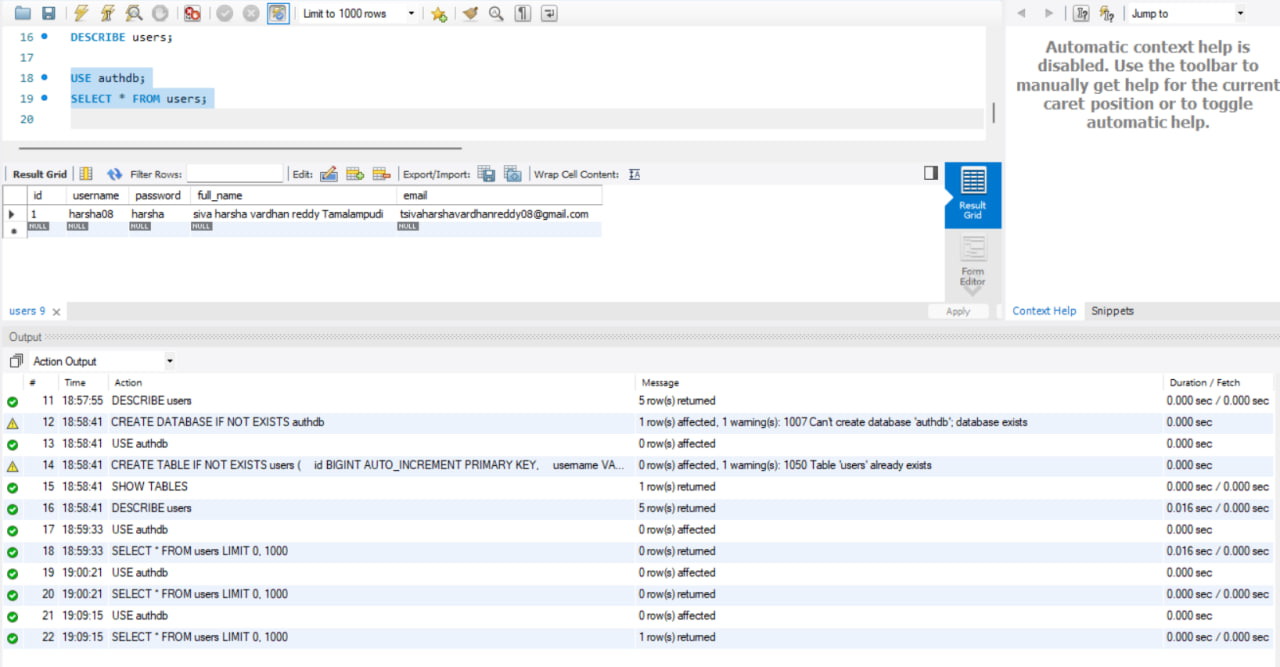 Limit to 1000 rows
Jump to
16 DESCRIBE users;
17
18 USE authdb;
19 SELECT * FROM users;
20
Automatic context help is
disabled. Use the toolbar to
manually get help for the current
caret position or to toggle
automatic help.
Result Grid Filter Rows: Edit: Export/Import: Wrap Cell Content:
id username password full_name email
1 harsha08 harsha siva harsha vardhan reddy Tamalampudi tsivaharshavardhanreddy08@gmail.com
NULL NULL NULL NULL NULL
Result
Grid
Form
Editor
users 9
Apply
Context Help Snippets
Output
Action Output
# Time Action Message Duration / Fetch
11 18:57:55 DESCRIBE users 5 row(s) returned 0.000 sec / 0.000 sec
12 18:58:41 CREATE DATABASE IF NOT EXISTS authdb 1 row(s) affected, 1 warning(s): 1007 Can't create database 'authdb'; database exists 0.000 sec
13 18:58:41 USE authdb 0 row(s) affected 0.000 sec
14 18:58:41 CREATE TABLE IF NOT EXISTS users ( id BIGINT AUTO_INCREMENT PRIMARY KEY, username VA... 0 row(s) affected, 1 warning(s): 1050 Table 'users' already exists 0.000 sec
15 18:58:41 SHOW TABLES 1 row(s) returned 0.000 sec / 0.000 sec
16 18:58:41 DESCRIBE users 5 row(s) returned 0.016 sec / 0.000 sec
17 18:59:33 USE authdb 0 row(s) affected 0.000 sec
18 18:59:33 SELECT * FROM users LIMIT 0, 1000 0 row(s) returned 0.016 sec / 0.000 sec
19 19:00:21 USE authdb 0 row(s) affected 0.000 sec
20 19:00:21 SELECT * FROM users LIMIT 0, 1000 0 row(s) returned 0.000 sec / 0.000 sec
21 19:09:15 USE authdb 0 row(s) affected 0.000 sec
22 19:09:15 SELECT * FROM users LIMIT 0, 1000 1 row(s) returned 0.000 sec / 0.000 sec